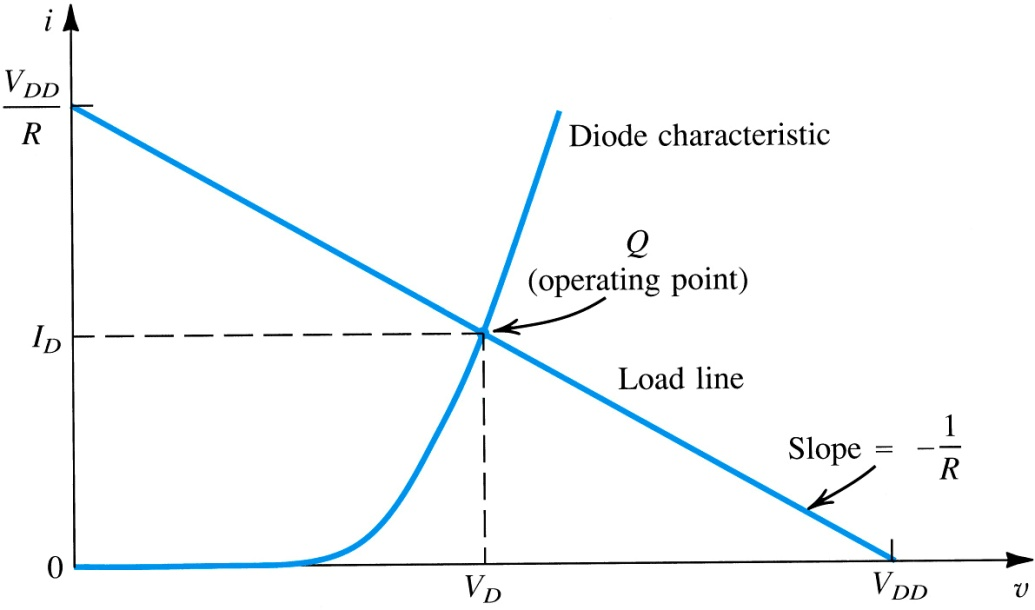 i
V_DD
R
Diode characteristic
Q
(operating point)
I_D
Load line
Slope = -1/R
0
V_D
V_DD
v